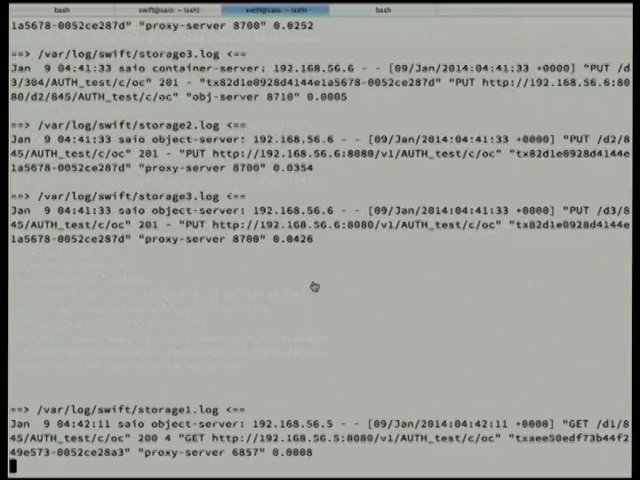 bash
swift@saio: ~ (ssh)
swift@saio: ~ (ssh)
bash
1a5678-0052ce287d" "proxy-server 8700" 0.0252
==> /var/log/swift/storage3.log <==
Jan  9 04:41:33 saio container-server: 192.168.56.6 - - [09/Jan/2014:04:41:33 +0000] "PUT /d
3/304/AUTH_test/c/oc" 201 - "tx82d1e0928d4144e1a5678-0052ce287d" "PUT http://192.168.56.6:80
80/d2/845/AUTH_test/c/oc" "obj-server 8710" 0.0005
==> /var/log/swift/storage2.log <==
Jan  9 04:41:33 saio object-server: 192.168.56.6 - - [09/Jan/2014:04:41:33 +0000] "PUT /d2/8
45/AUTH_test/c/oc" 201 - "PUT http://192.168.56.6:8080/v1/AUTH_test/c/oc" "tx82d1e0928d4144e
1a5678-0052ce287d" "proxy-server 8700" 0.0354
==> /var/log/swift/storage3.log <==
Jan  9 04:41:33 saio object-server: 192.168.56.6 - - [09/Jan/2014:04:41:33 +0000] "PUT /d3/8
45/AUTH_test/c/oc" 201 - "PUT http://192.168.56.6:8080/v1/AUTH_test/c/oc" "tx82d1e0928d4144e
1a5678-0052ce287d" "proxy-server 8700" 0.0426
==> /var/log/swift/storage1.log <==
Jan  9 04:42:11 saio object-server: 192.168.56.5 - - [09/Jan/2014:04:42:11 +0000] "GET /d1/8
45/AUTH_test/c/oc" 200 4 "GET http://192.168.56.5:8080/v1/AUTH_test/c/oc" "txaee50edf73b44f2
49e573-0052ce28a3" "proxy-server 6857" 0.0008